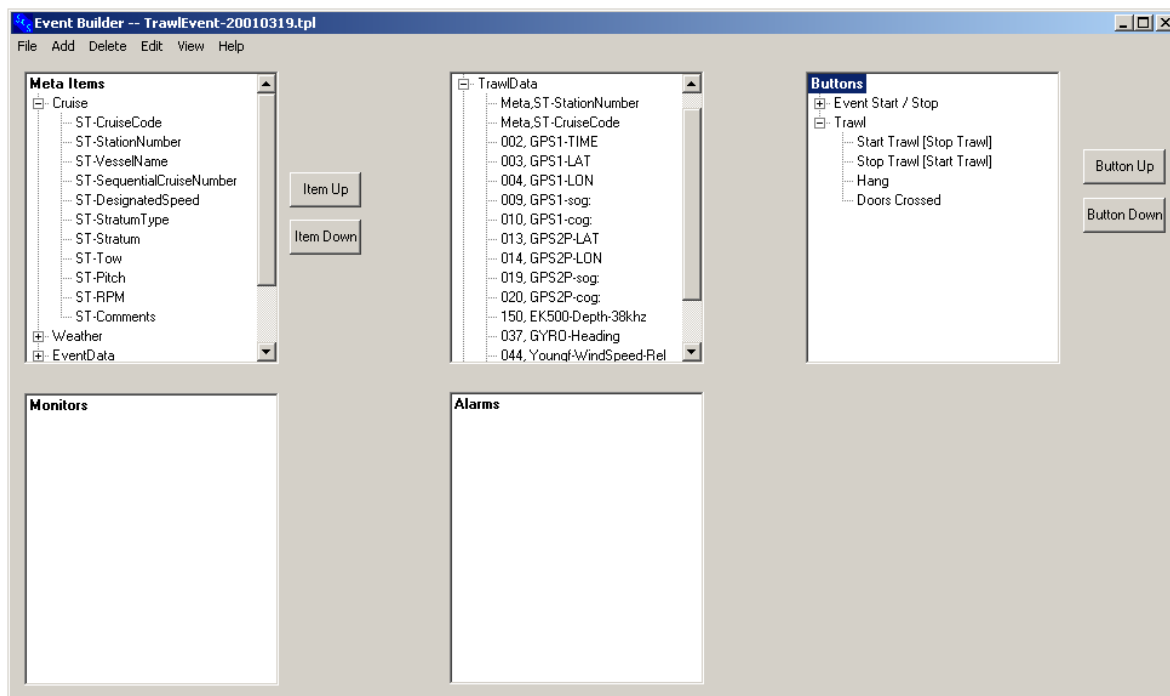 Event Builder -- TrawlEvent-20010319.tpl
File Add Delete Edit View Help
Meta Items
Cruise
ST-CruiseCode
ST-StationNumber
ST-VesselName
ST-SequentialCruiseNumber
ST-DesignatedSpeed
ST-StratumType
ST-Stratum
ST-Tow
ST-Pitch
ST-RPM
ST-Comments
Weather
EventData
Item Up
Item Down
TrawlData
Meta,ST-StationNumber
Meta,ST-CruiseCode
002, GPS1-TIME
003, GPS1-LAT
004, GPS1-LON
009, GPS1-sog:
010, GPS1-cog:
013, GPS2P-LAT
014, GPS2P-LON
019, GPS2P-sog:
020, GPS2P-cog:
150, EK500-Depth-38khz
037, GYRO-Heading
044, Youngf-WindSpeed-Rel
Buttons
Event Start / Stop
Trawl
Start Trawl [Stop Trawl]
Stop Trawl [Start Trawl]
Hang
Doors Crossed
Button Up
Button Down
Monitors
Alarms